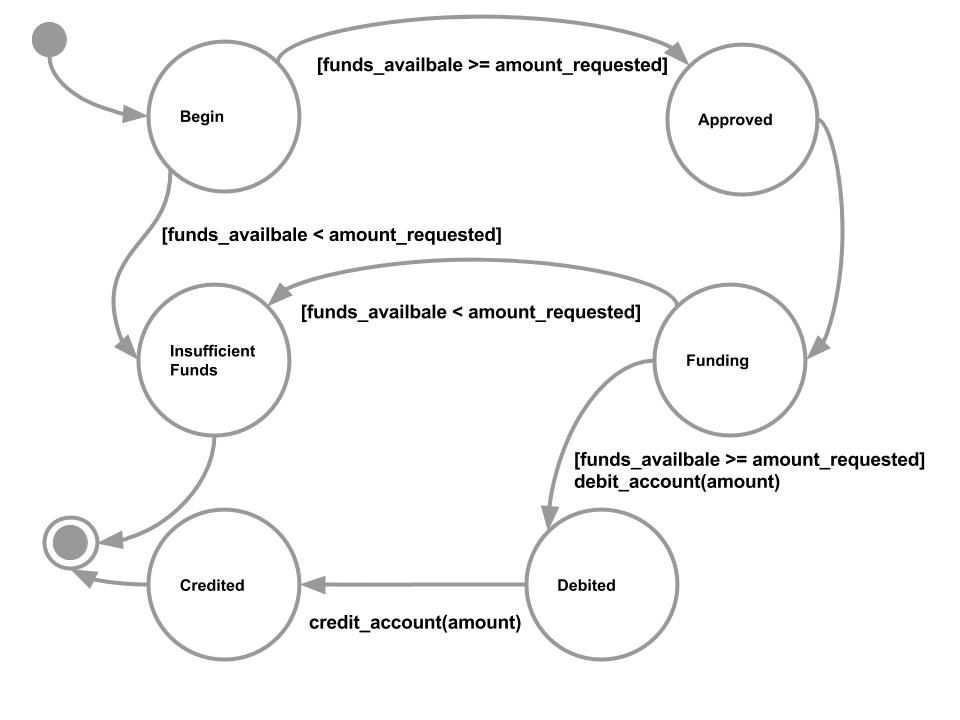 [funds_availbale >= amount_requested]
Begin
Approved
[funds_availbale < amount_requested]
[funds_availbale < amount_requested]
Insufficient
Funds
Funding
[funds_availbale >= amount_requested]
debit_account(amount)
Credited
Debited
credit_account(amount)